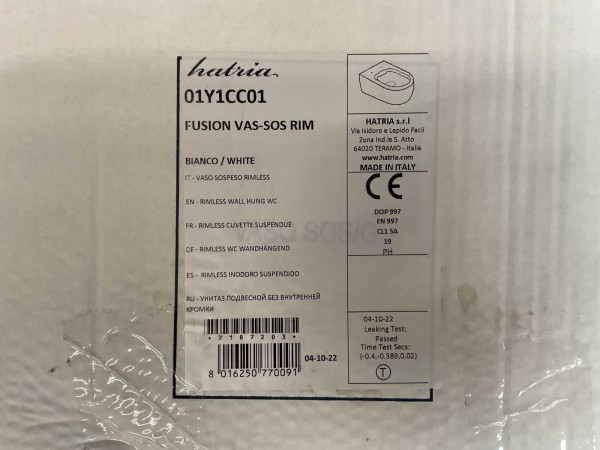 hatria
01Y1CC01
FUSION VAS-SOS RIM
BIANCO / WHITE
IT - VASO SOSPESO RIMLESS
EN - RIMLESS WALL HUNG WC
FR - RIMLESS CUVETTE SUSPENDUE
DE - RIMLESS WC WANDHÄNGEND
ES - RIMLESS INODORO SUSPENDIDO
RU - УНИТАЗ ПОДВЕСНОЙ БЕЗ ВНУТРЕННЕЙ
КРОМКИ
* 2187203 *
8 016250 770091
04-10-22
HATRIA s.r.l
Via Isidoro e Lepido Facii
Zona Ind.le S. Atto
64020 TERAMO - Italia
www.hatria.com
MADE IN ITALY
CE
DOP 997
EN 997
CL1 5A
19
PH
04-10-22
Leaking Test:
Passed
Time Test Secs:
(-0.4,-0.389,0.02)
T